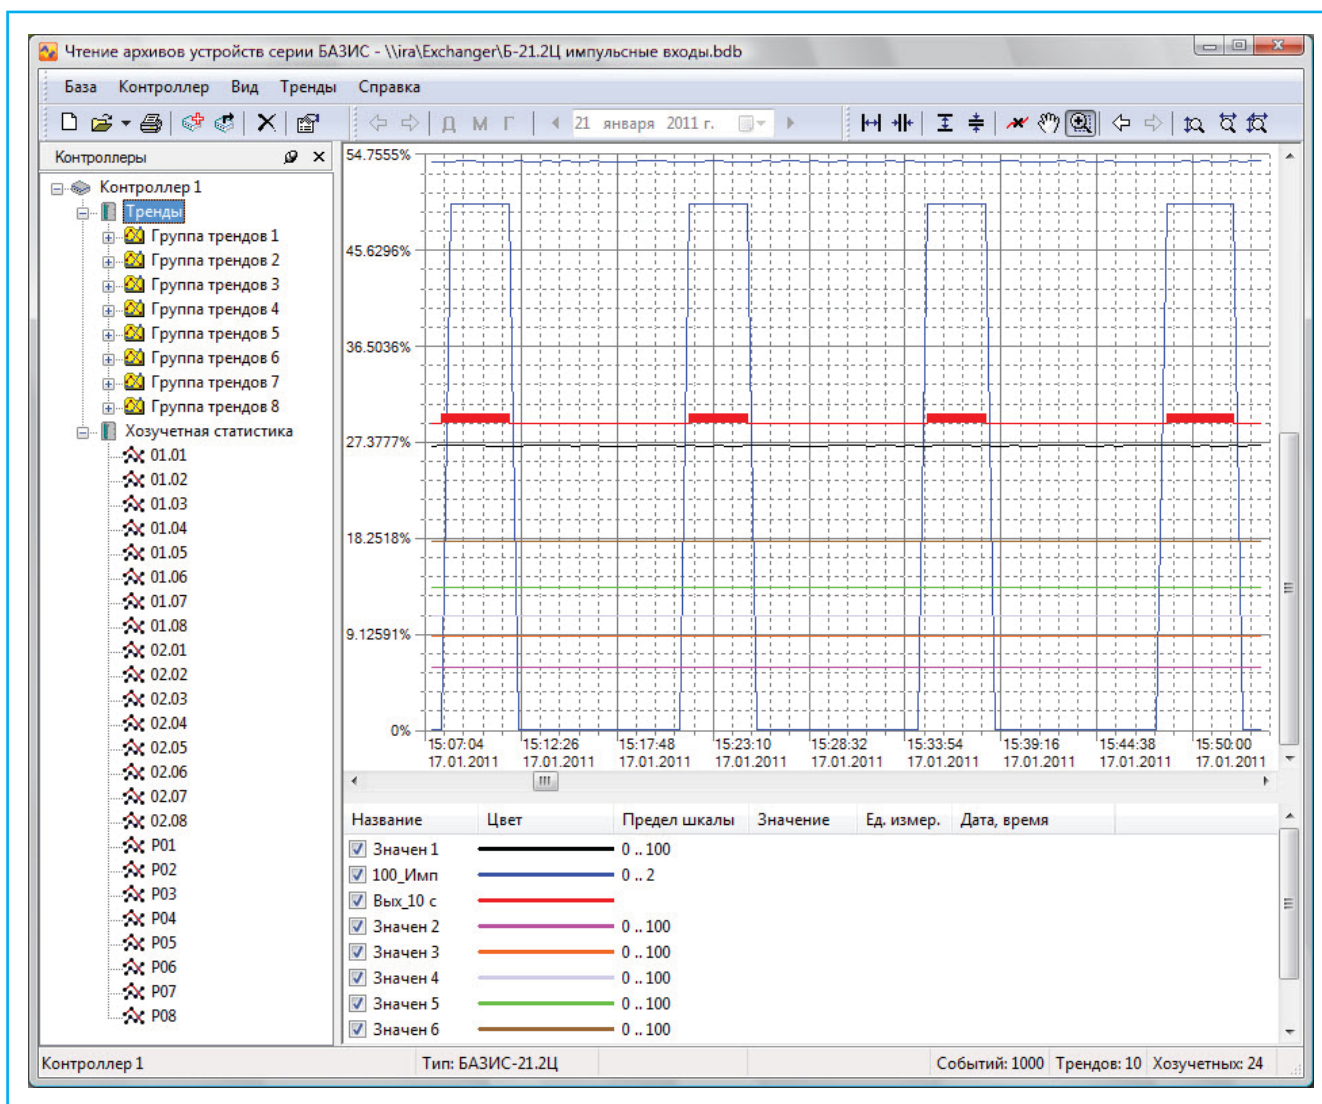 Чтение архивов устройств серии БАЗИС - \\ira\Exchanger\Б-21.2Ц импульсные входы.bdb
База Контроллер Вид Тренды Справка
Д М Г 21 января 2011 г.
Контроллеры
Контроллер 1
Тренды
Группа трендов 1
Группа трендов 2
Группа трендов 3
Группа трендов 4
Группа трендов 5
Группа трендов 6
Группа трендов 7
Группа трендов 8
Хозучетная статистика
01.01
01.02
01.03
01.04
01.05
01.06
01.07
01.08
02.01
02.02
02.03
02.04
02.05
02.06
02.07
02.08
P01
P02
P03
P04
P05
P06
P07
P08
54.7555%
45.6296%
36.5036%
27.3777%
18.2518%
9.12591%
0%
15:07:04 15:12:26 15:17:48 15:23:10 15:28:32 15:33:54 15:39:16 15:44:38 15:50:00
17.01.2011 17.01.2011 17.01.2011 17.01.2011 17.01.2011 17.01.2011 17.01.2011 17.01.2011 17.01.2011
Название Цвет Предел шкалы Значение Ед. измер. Дата, время
Значен 1 0 .. 100
100_Имп 0 .. 2
Вых_10 с
Значен 2 0 .. 100
Значен 3 0 .. 100
Значен 4 0 .. 100
Значен 5 0 .. 100
Значен 6 0 .. 100
Контроллер 1 Тип: БАЗИС-21.2Ц Событий: 1000 Трендов: 10 Хозучетных: 24